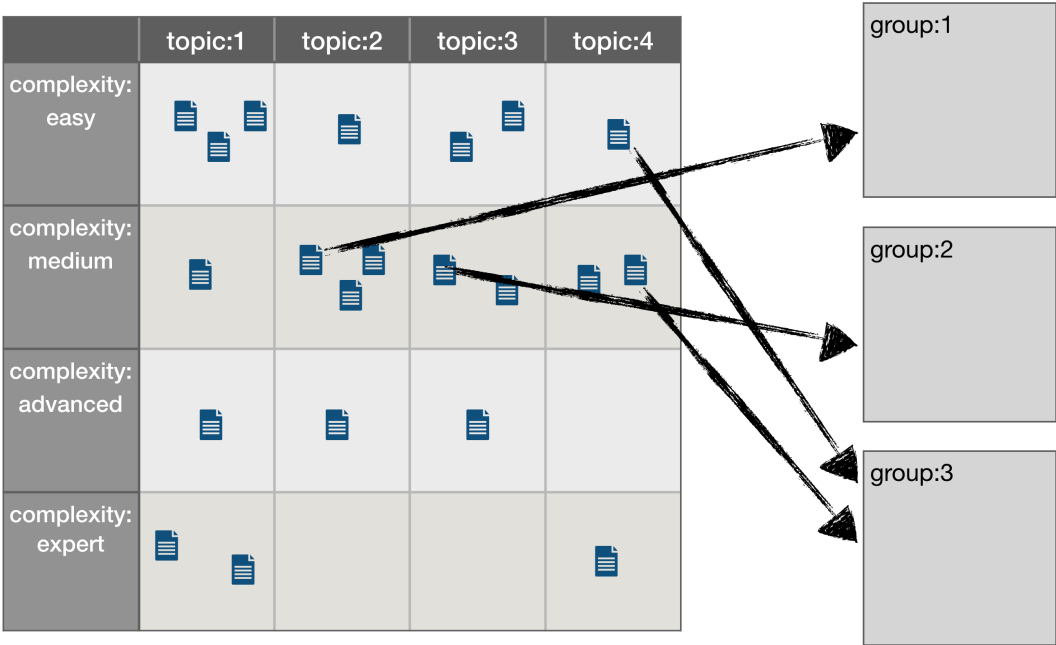 topic:1 topic:2 topic:3 topic:4
complexity:
easy
complexity:
medium
complexity:
advanced
complexity:
expert
group:1
group:2
group:3